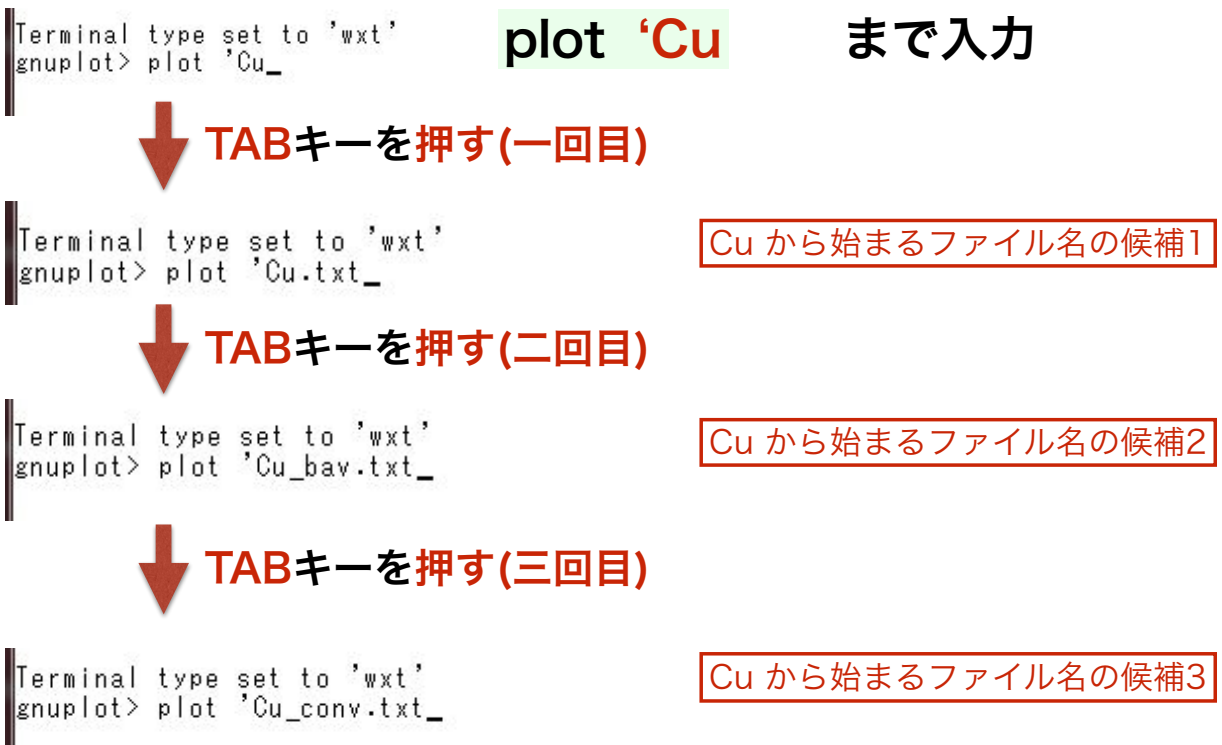 Terminal type set to 'wxt'
gnuplot> plot 'Cu_
plot ‘Cu まで入力
TABキーを押す(一回目)
Terminal type set to 'wxt'
gnuplot> plot 'Cu.txt_
Cu から始まるファイル名の候補1
TABキーを押す(二回目)
Terminal type set to 'wxt'
gnuplot> plot 'Cu_bav.txt_
Cu から始まるファイル名の候補2
TABキーを押す(三回目)
Terminal type set to 'wxt'
gnuplot> plot 'Cu_conv.txt_
Cu から始まるファイル名の候補3